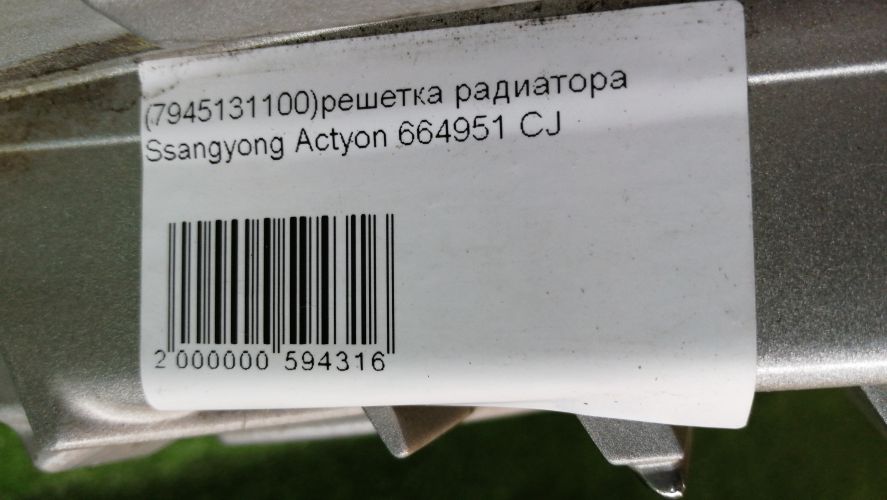 (7945131100)решетка радиатора
Ssangyong Actyon 664951 CJ
2 000000 594316